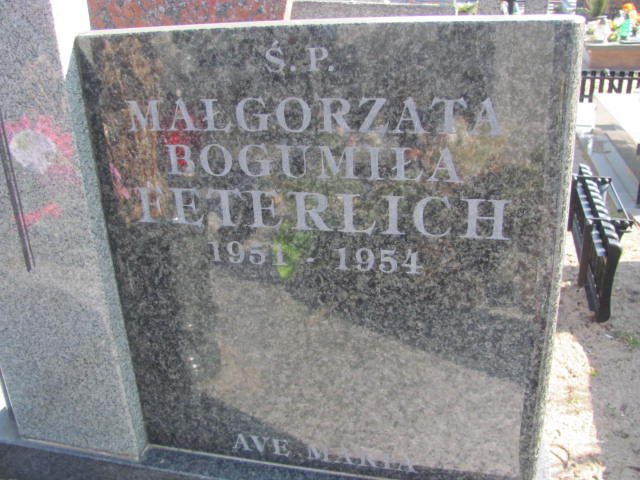 Ś.P.
MAŁGORZATA
BOGUMIŁA
FETERLICH
1951 - 1954
AVE MARIA